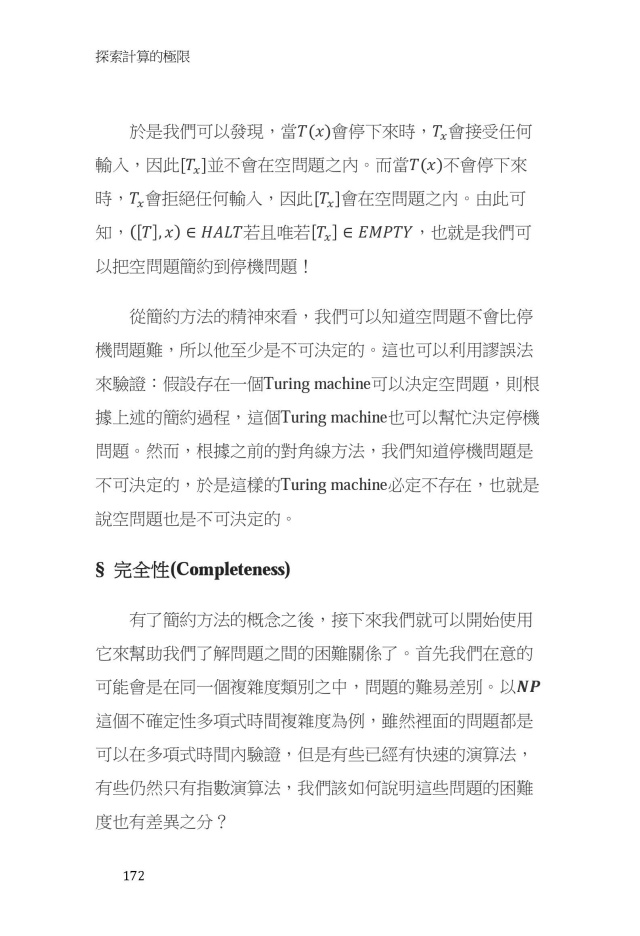 探索計算的極限
於是我們可以發現，當𝑇(𝑥)會停下來時，𝑇ₓ會接受任何
輸入，因此[𝑇ₓ]並不會在空問題之內。而當𝑇(𝑥)不會停下來
時，𝑇ₓ會拒絕任何輸入，因此[𝑇ₓ]會在空問題之內。由此可
知，([𝑇], 𝑥) ∈ 𝐻𝐴𝐿𝑇若且唯若[𝑇ₓ] ∈ 𝐸𝑀𝑃𝑇𝑌，也就是我們可
以把空問題簡約到停機問題！
從簡約方法的精神來看，我們可以知道空問題不會比停
機問題難，所以他至少是不可決定的。這也可以利用謬誤法
來驗證：假設存在一個Turing machine可以決定空問題，則根
據上述的簡約過程，這個Turing machine也可以幫忙決定停機
問題。然而，根據之前的對角線方法，我們知道停機問題是
不可決定的，於是這樣的Turing machine必定不存在，也就是
說空問題也是不可決定的。
§ 完全性(Completeness)
有了簡約方法的概念之後，接下來我們就可以開始使用
它來幫助我們了解問題之間的困難關係了。首先我們在意的
可能會是在同一個複雜度類別之中，問題的難易差別。以𝑵𝑷
這個不確定性多項式時間複雜度為例，雖然裡面的問題都是
可以在多項式時間內驗證，但是有些已經有快速的演算法，
有些仍然只有指數演算法，我們該如何說明這些問題的困難
度也有差異之分？
172